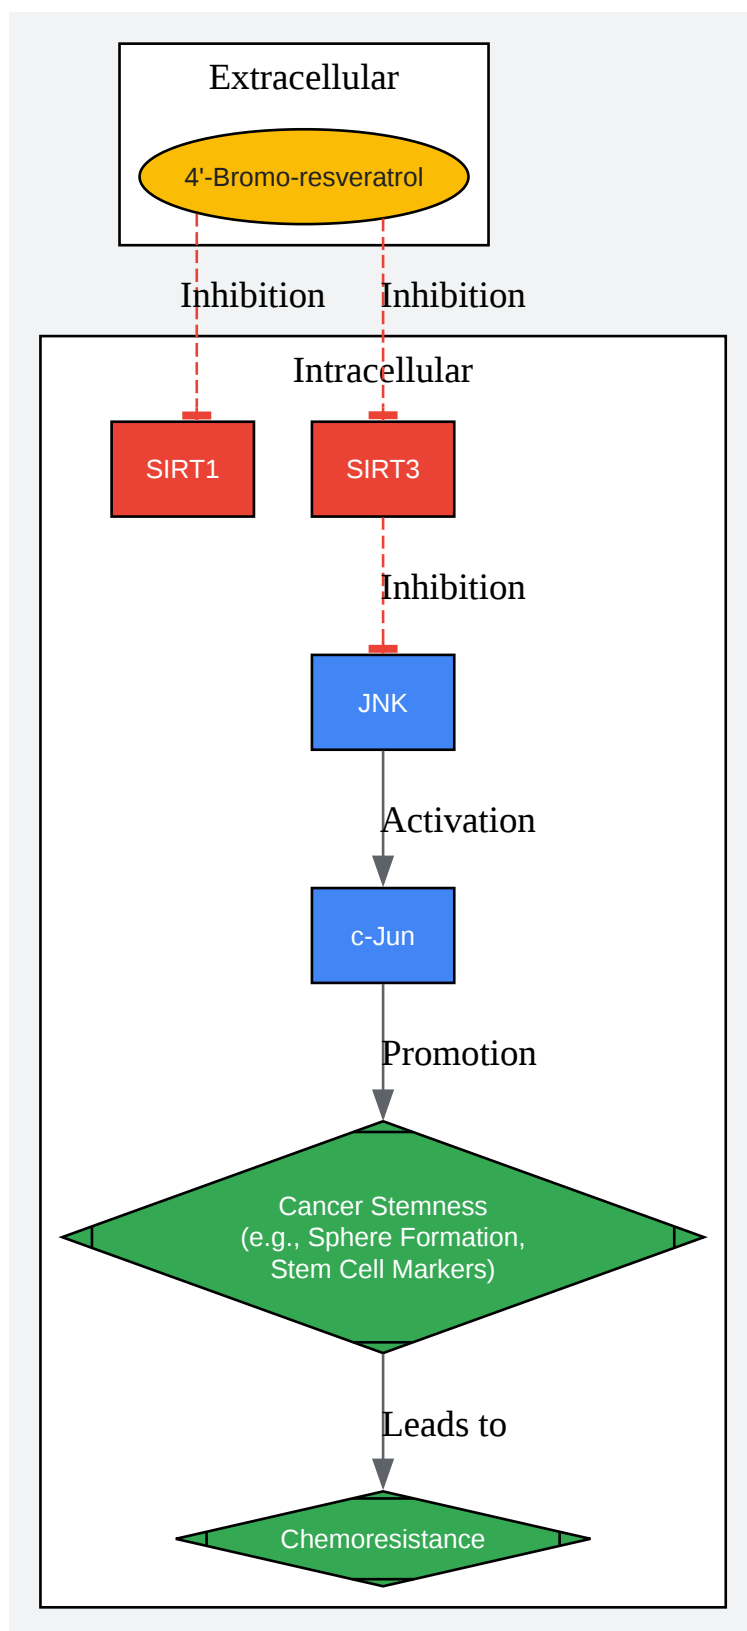 Extracellular
4'-Bromo-resveratrol
Inhibition
Inhibition
Intracellular
SIRT1
SIRT3
Inhibition
JNK
Activation
c-Jun
Promotion
Cancer Stemness
(e.g., Sphere Formation,
Stem Cell Markers)
Leads to
Chemoresistance